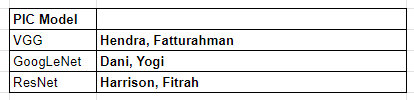 PIC Model
VGG Hendra, Fatturahman
GoogLeNet Dani, Yogi
ResNet Harrison, Fitrah